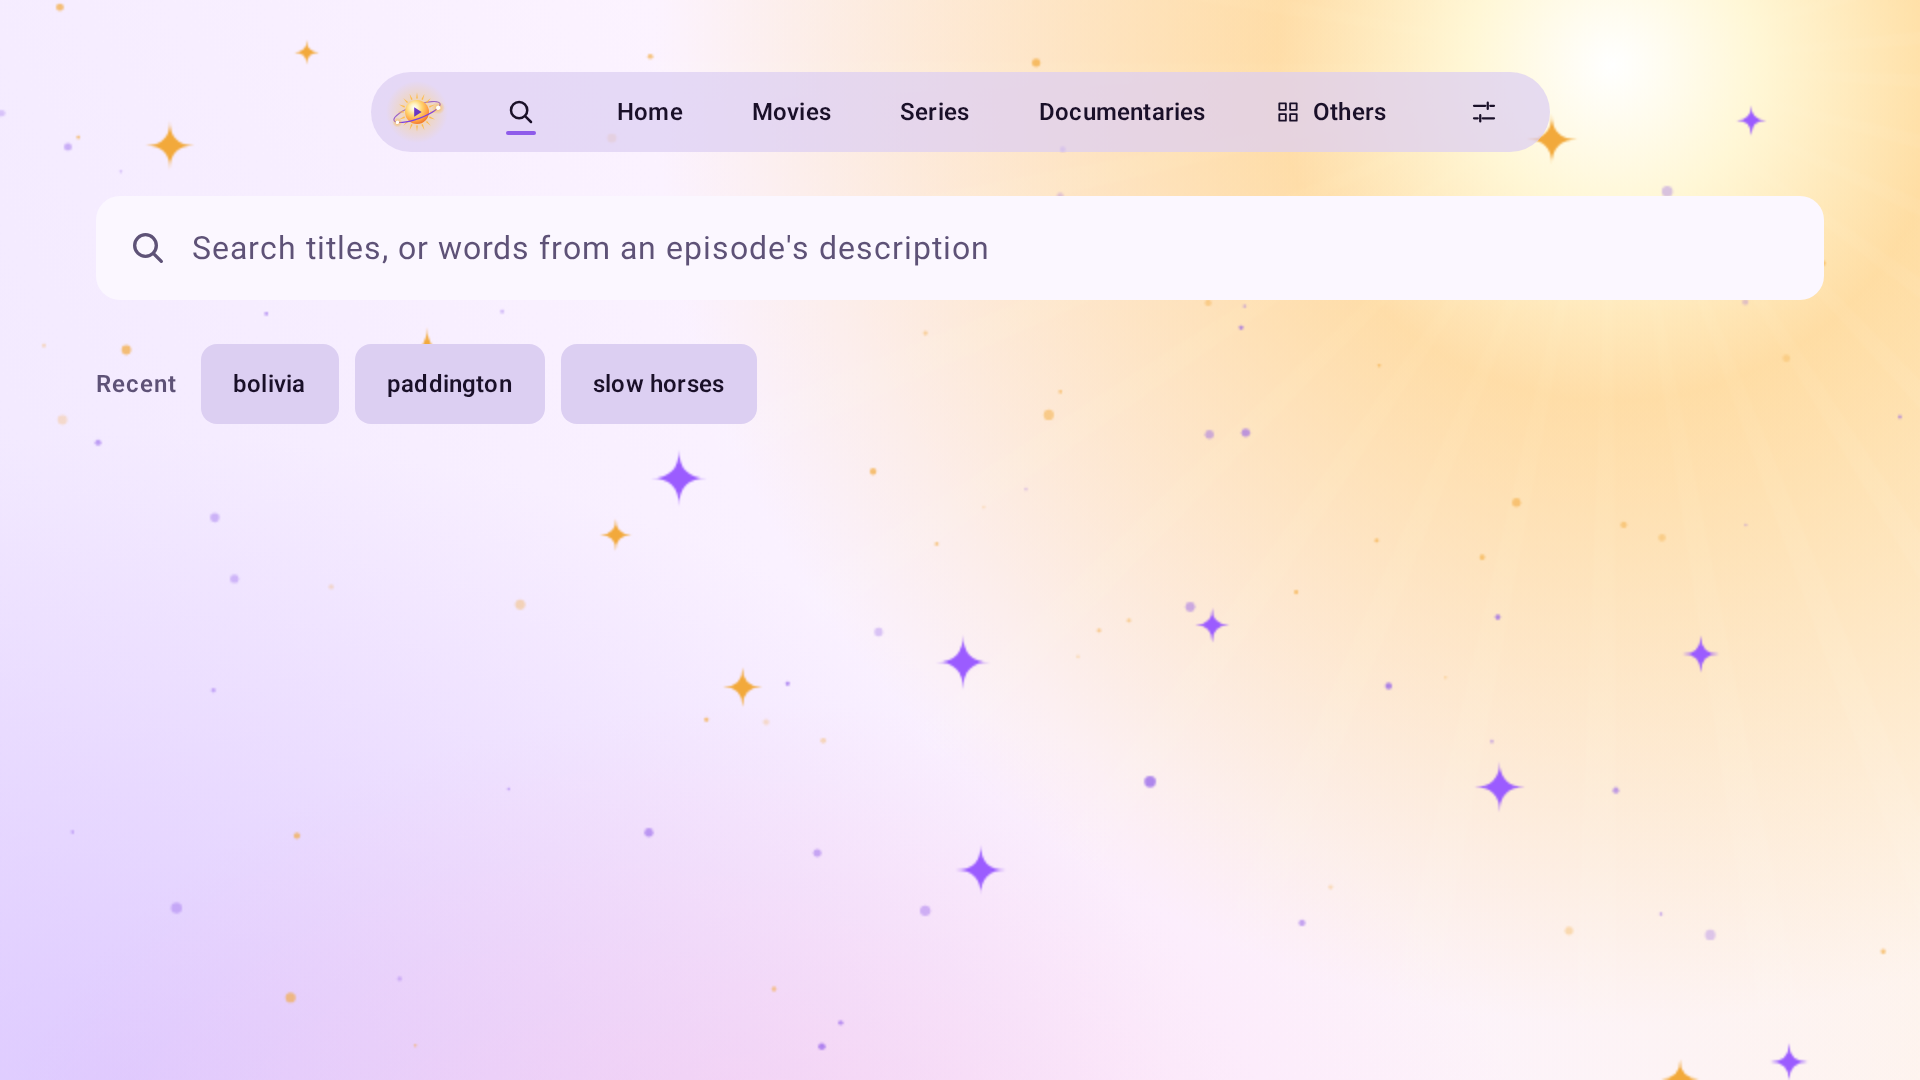 Home Movies Series Documentaries Others
Search titles, or words from an episode's description
Recent bolivia paddington slow horses